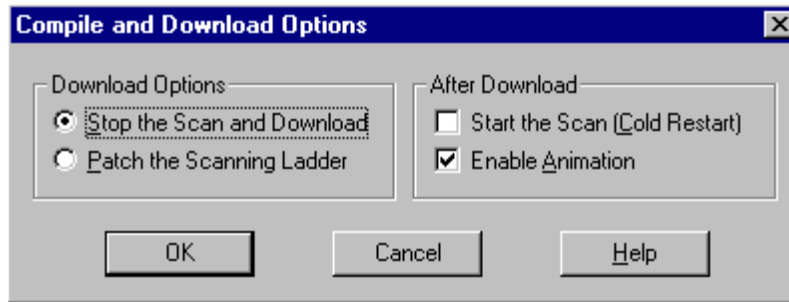 Compile and Download Options
Download Options
Stop the Scan and Download
Patch the Scanning Ladder
After Download
Start the Scan (Cold Restart)
Enable Animation
OK
Cancel
Help